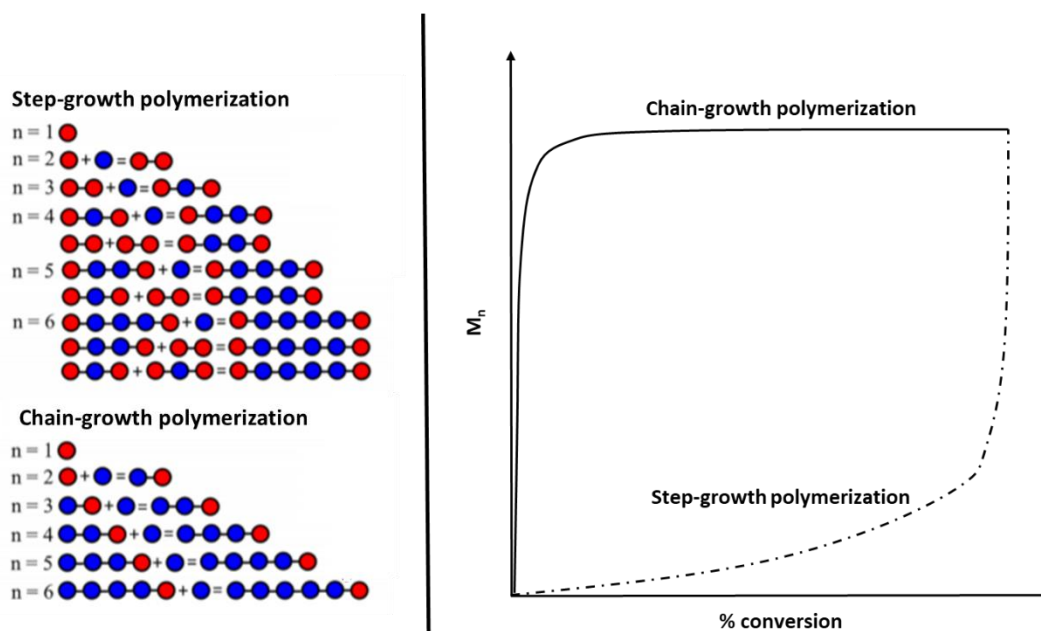 Step-growth polymerization
n = 1
n = 2 + =
n = 3 + =
n = 4 + =
+ =
n = 5 + =
+ =
n = 6 + =
+ =
+ =
Chain-growth polymerization
n = 1
n = 2 + =
n = 3 + =
n = 4 + =
n = 5 + =
n = 6 + =
Chain-growth polymerization
Step-growth polymerization
Mn
% conversion